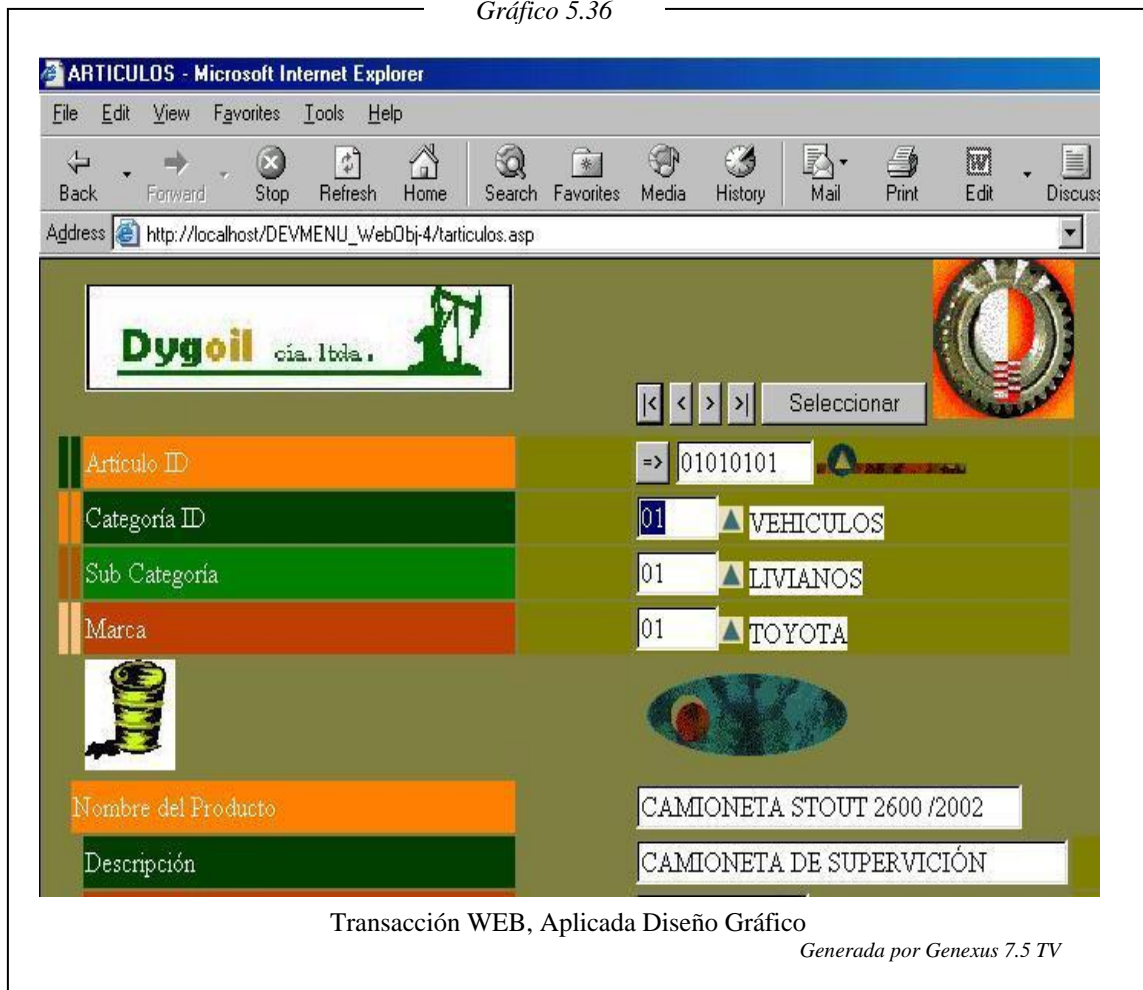 Gráfico 5.36
ARTICULOS - Microsoft Internet Explorer
File Edit View Favorites Tools Help
Back Forward Stop Refresh Home Search Favorites Media History Mail Print Edit Discuss
Address http://localhost/DEVMENU_WebObj-4/tarticulos.asp
Dygoil cía. ltda.
|< < > >| Seleccionar
Artículo ID => 01010101
Categoría ID 01 VEHICULOS
Sub Categoría 01 LIVIANOS
Marca 01 TOYOTA
Nombre del Producto CAMIONETA STOUT 2600 /2002
Descripción CAMIONETA DE SUPERVICIÓN
Transacción WEB, Aplicada Diseño Gráfico
Generada por Genexus 7.5 TV